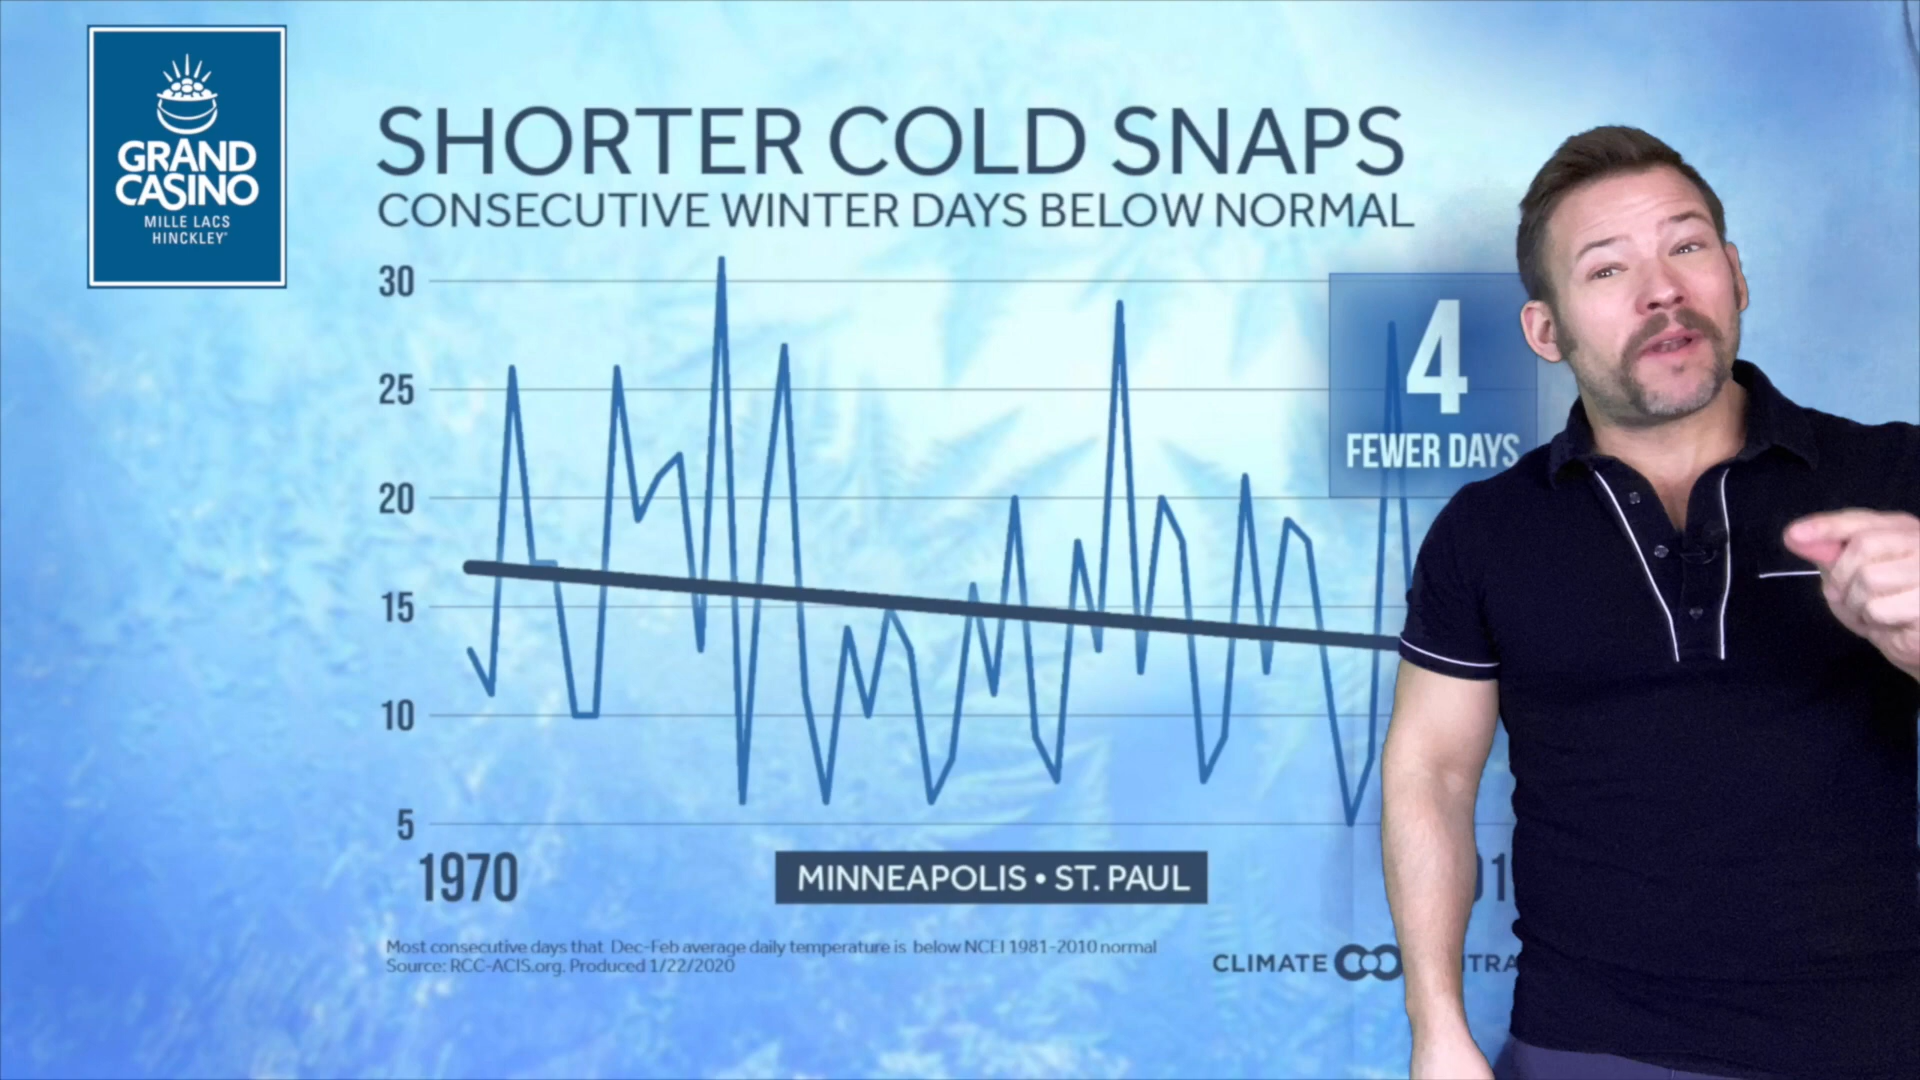 GRAND
CASINO
MILLE LACS
HINCKLEY
SHORTER COLD SNAPS
CONSECUTIVE WINTER DAYS BELOW NORMAL
30
25
20
15
10
5
4
FEWER DAYS
1970
MINNEAPOLIS • ST. PAUL
Most consecutive days that Dec-Feb average daily temperature is below NCEI 1981-2010 normal
Source: RCC-ACIS.org. Produced 1/22/2020
CLIMATE